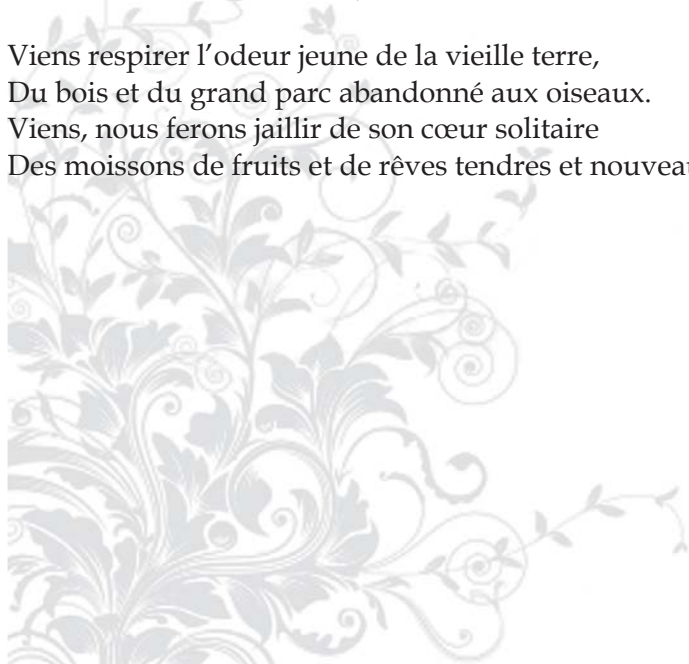 Viens respirer l’odeur jeune de la vieille terre,
Du bois et du grand parc abandonné aux oiseaux.
Viens, nous ferons jaillir de son cœur solitaire
Des moissons de fruits et de rêves tendres et